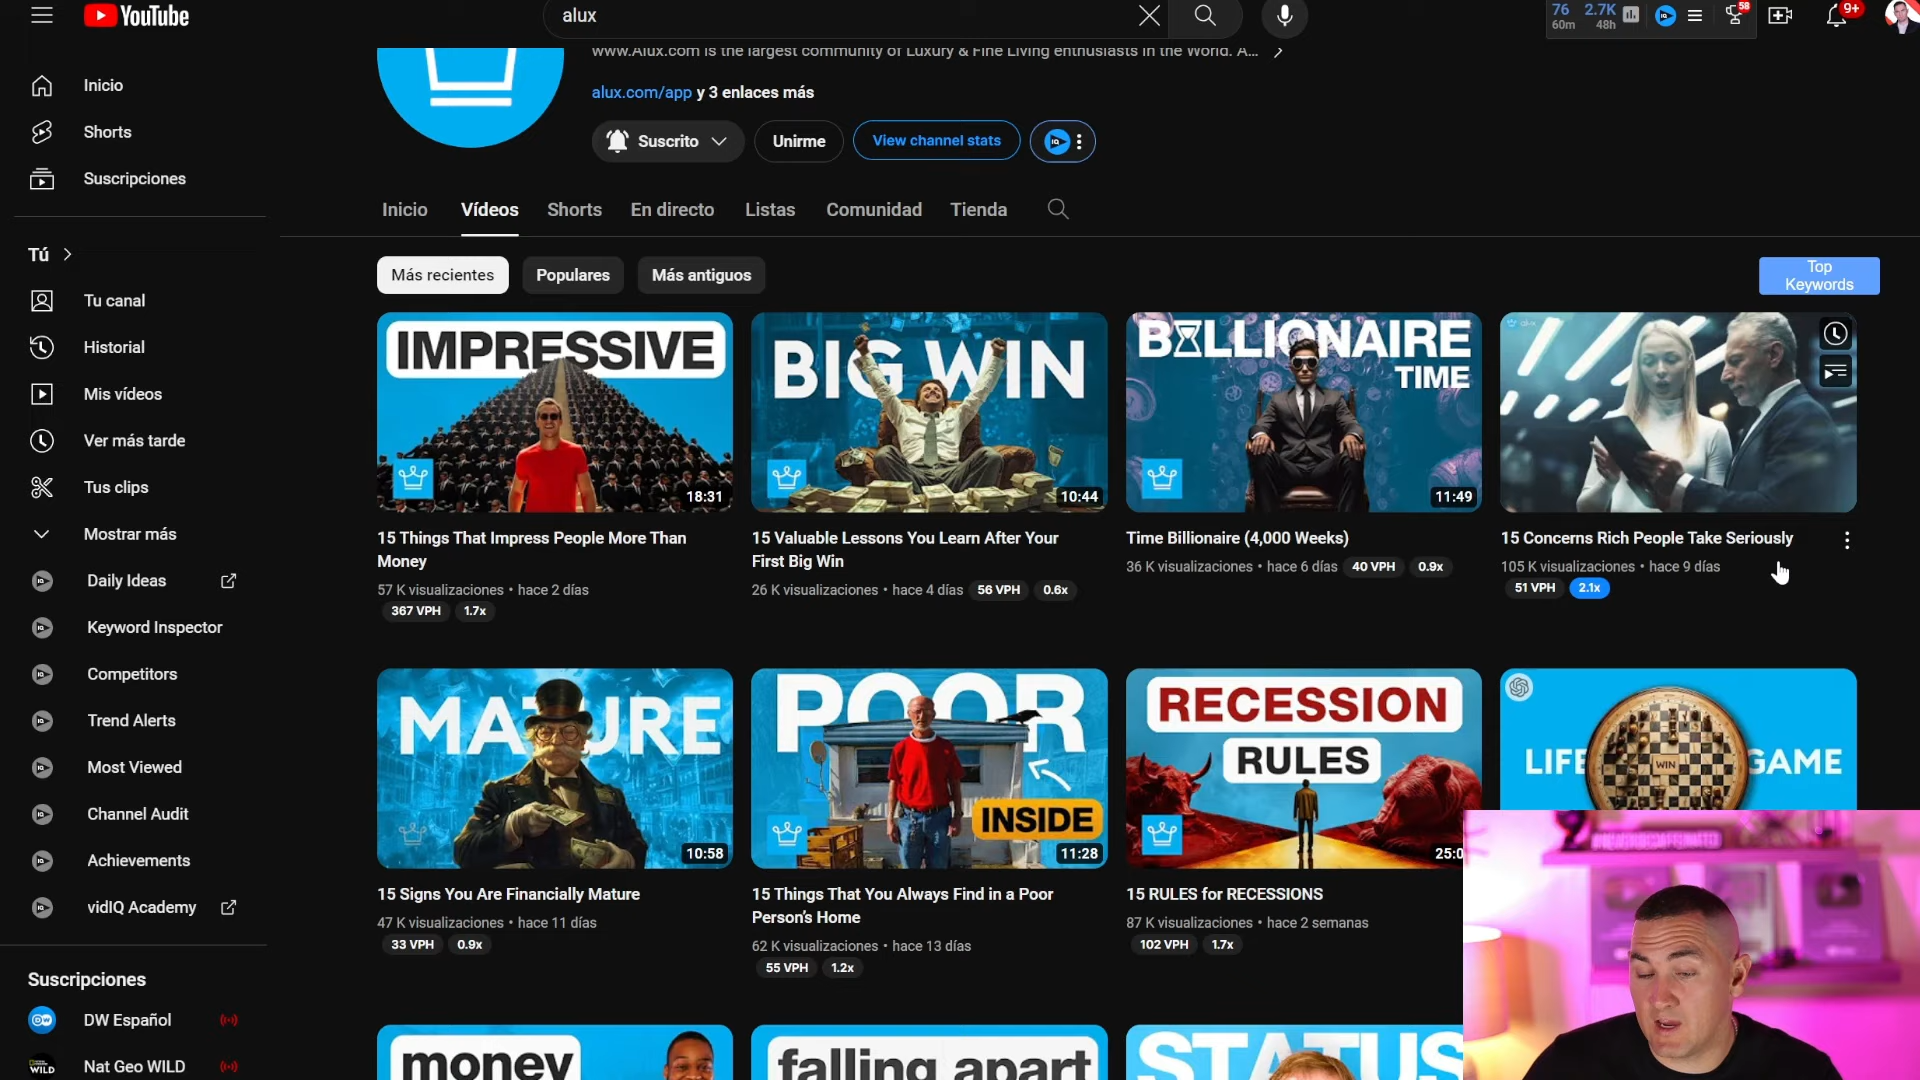 YouTube
alux
76
60m
2.7K
48h
58
9+
www.Alux.com is the largest community of Luxury & Fine Living enthusiasts in the World. A...
alux.com/app y 3 enlaces más
Suscrito
Unirme
View channel stats
Inicio
Shorts
Suscripciones
Tú
Tu canal
Historial
Mis vídeos
Ver más tarde
Tus clips
Mostrar más
Daily Ideas
Keyword Inspector
Competitors
Trend Alerts
Most Viewed
Channel Audit
Achievements
vidIQ Academy
Suscripciones
DW Español
Nat Geo WILD
Inicio
Vídeos
Shorts
En directo
Listas
Comunidad
Tienda
Más recientes
Populares
Más antiguos
Top
Keywords
IMPRESSIVE
18:31
15 Things That Impress People More Than
Money
57 K visualizaciones • hace 2 días
367 VPH
1.7x
BIG WIN
10:44
15 Valuable Lessons You Learn After Your
First Big Win
26 K visualizaciones • hace 4 días
56 VPH
0.6x
BILLIONAIRE
TIME
11:49
Time Billionaire (4,000 Weeks)
36 K visualizaciones • hace 6 días
40 VPH
0.9x
alux
15 Concerns Rich People Take Seriously
105 K visualizaciones • hace 9 días
51 VPH
2.1x
MATURE
10:58
15 Signs You Are Financially Mature
47 K visualizaciones • hace 11 días
33 VPH
0.9x
POOR
INSIDE
11:28
15 Things That You Always Find in a Poor
Person's Home
62 K visualizaciones • hace 13 días
55 VPH
1.2x
RECESSION
RULES
25:0
15 RULES for RECESSIONS
87 K visualizaciones • hace 2 semanas
102 VPH
1.7x
LIFE
WIN
GAME
money
falling apart
STATUS